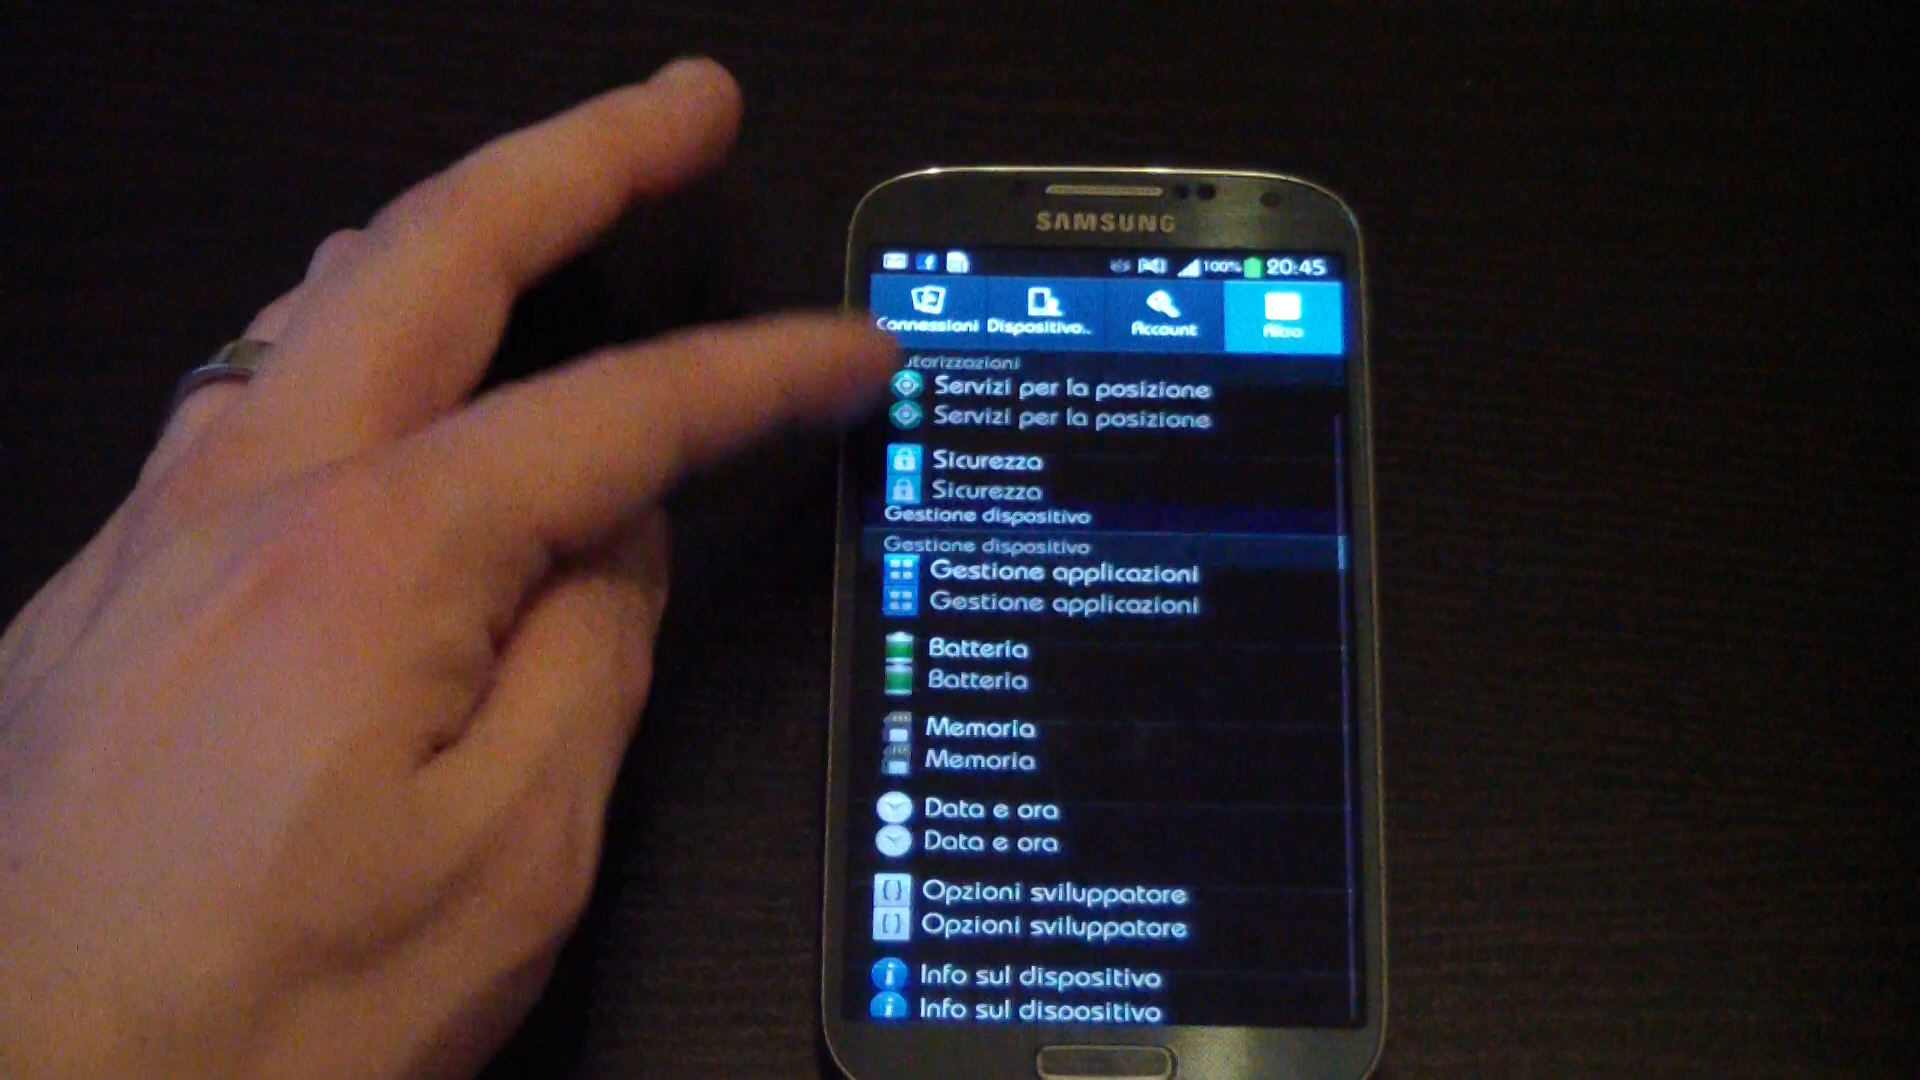 SAMSUNG
100% 20:45
Connessioni Dispositivo.. Account Altro
utorizzazioni
Servizi per la posizione
Servizi per la posizione
Sicurezza
Sicurezza
Gestione dispositivo
Gestione dispositivo
Gestione applicazioni
Gestione applicazioni
Batteria
Batteria
Memoria
Memoria
Data e ora
Data e ora
Opzioni sviluppatore
Opzioni sviluppatore
Info sul dispositivo
Info sul dispositivo